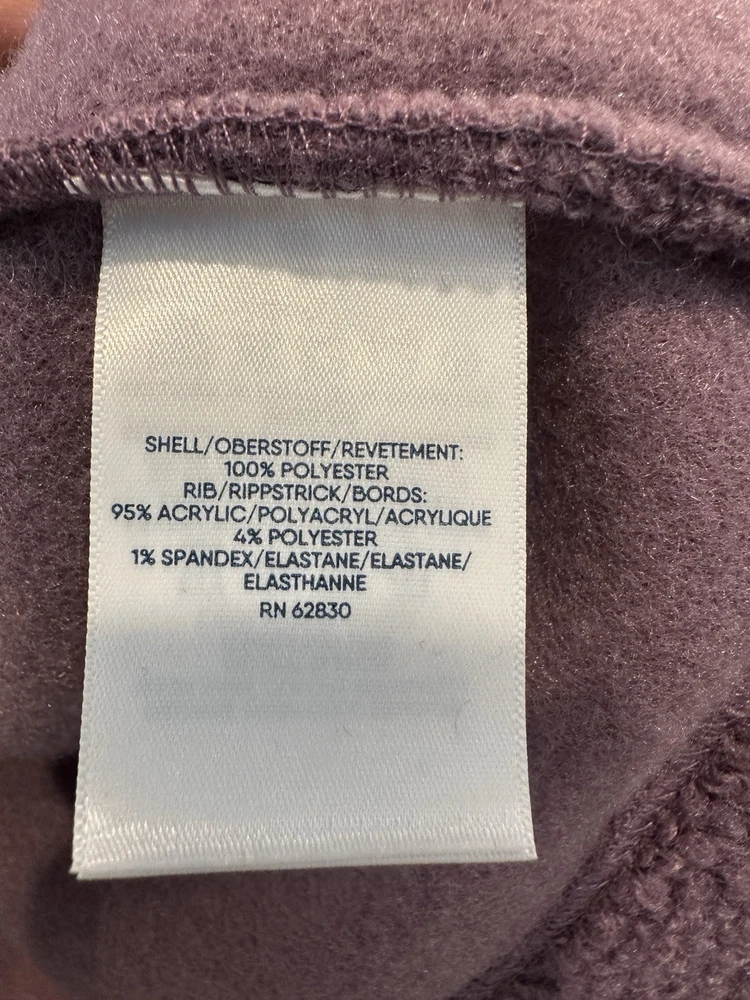 SHELL/OBERSTOFF/REVETEMENT:
100% POLYESTER
RIB/RIPPSTRICK/BORDS:
95% ACRYLIC/POLYACRYL/ACRYLIQUE
4% POLYESTER
1% SPANDEX/ELASTANE/ELASTANE/
ELASTHANNE
RN 62830